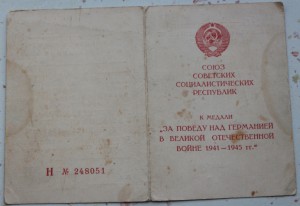 Н № 248051
СОЮЗ
СОВЕТСКИХ
СОЦИАЛИСТИЧЕСКИХ
РЕСПУБЛИК
К МЕДАЛИ
„ЗА ПОБЕДУ НАД ГЕРМАНИЕЙ
В ВЕЛИКОЙ ОТЕЧЕСТВЕННОЙ
ВОЙНЕ 1941—1945 гг."